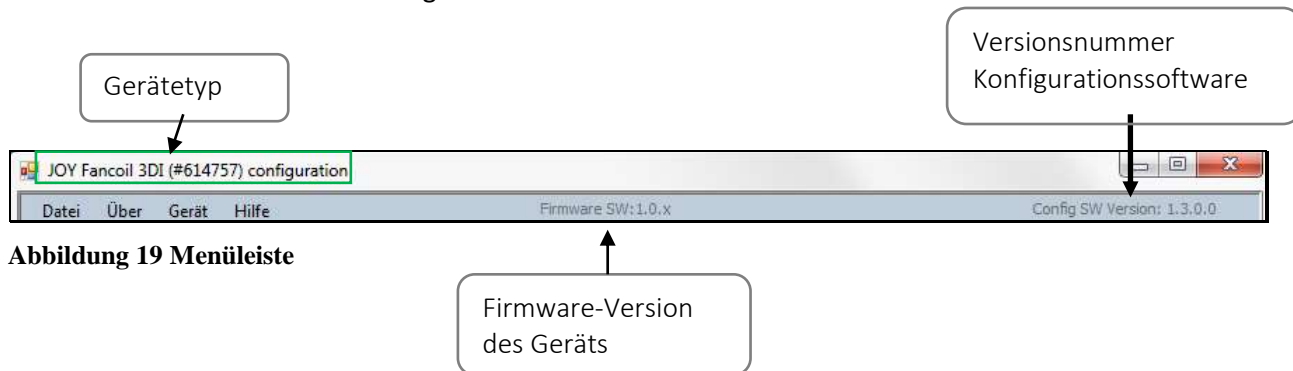 Versionsnummer
Konfigurationssoftware
Gerätetyp
JOY Fancoil 3DI (#614757) configuration
Datei Über Gerät Hilfe Firmware SW:1.0.x Config SW Version: 1.3.0.0
Abbildung 19 Menüleiste
Firmware-Version
des Geräts